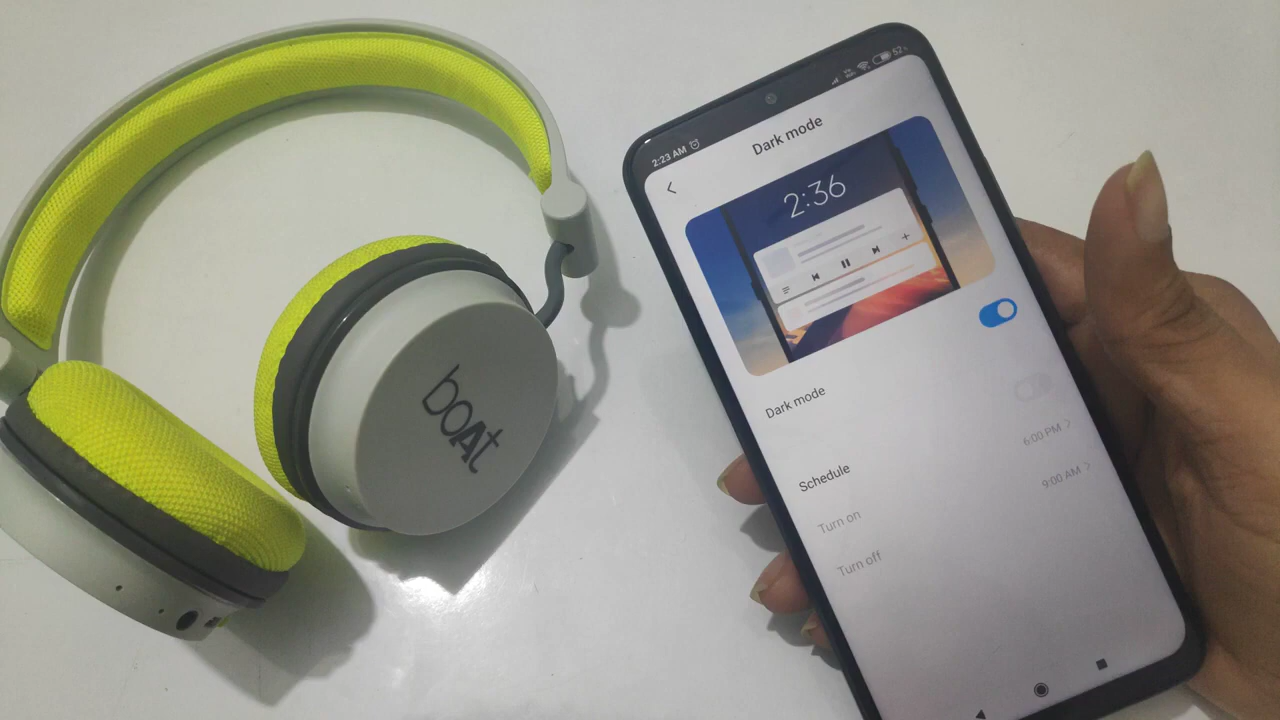 boAt
2:23 AM
52
Dark mode
2:36
Dark mode
Schedule
6:00 PM
Turn on
9:00 AM
Turn off